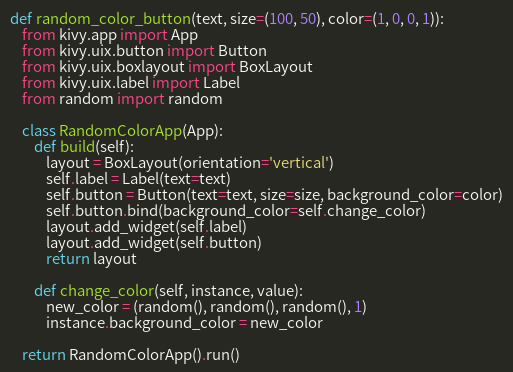 def random_color_button(text, size=(100, 50), color=(1, 0, 0, 1)):
from kivy.app import App
from kivy.uix.button import Button
from kivy.uix.boxlayout import BoxLayout
from kivy.uix.label import Label
from random import random
class RandomColorApp(App):
def build(self):
layout = BoxLayout(orientation='vertical')
self.label = Label(text=text)
self.button = Button(text=text, size=size, background_color=color)
self.button.bind(background_color=self.change_color)
layout.add_widget(self.label)
layout.add_widget(self.button)
return layout
def change_color(self, instance, value):
new_color = (random(), random(), random(), 1)
instance.background_color = new_color
return RandomColorApp().run()